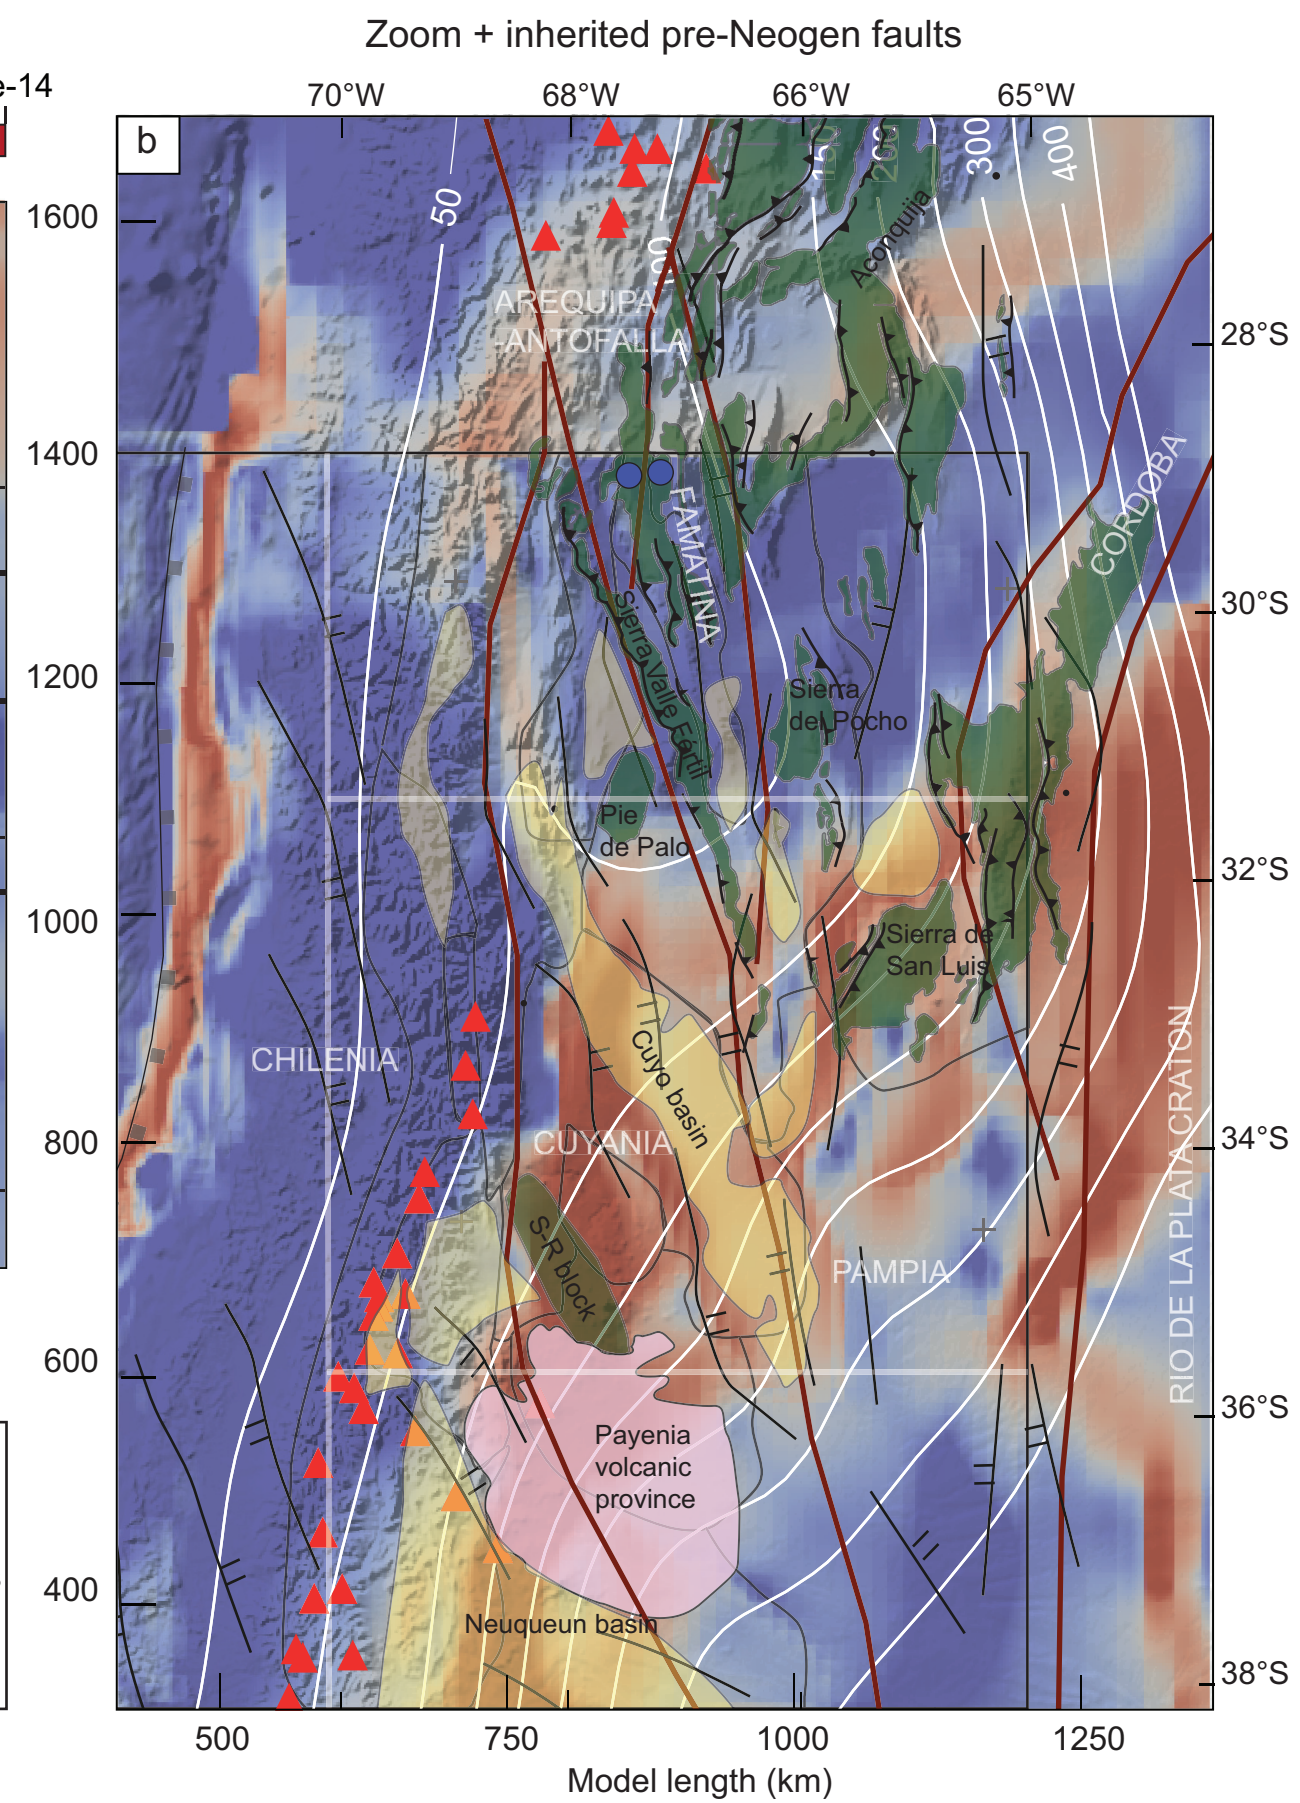 Zoom + inherited pre-Neogen faults
e-14
70°W
68°W
66°W
65°W
b
50
100
150
200
300
400
1600
1400
1200
1000
800
600
400
28°S
30°S
32°S
34°S
36°S
38°S
Aconquija
AREQUIPA
-ANTOFALLA
CORDOBA
FAMATINA
Sierra Valle Fertil
Sierra
del Pocho
Pie
de Palo
Sierra de
San Luis
CHILENIA
Cuyo basin
CUYANIA
S-R block
PAMPIA
RIO DE LA PLATA CRATON
Payenia
volcanic
province
Neuqueun basin
500
750
1000
1250
Model length (km)